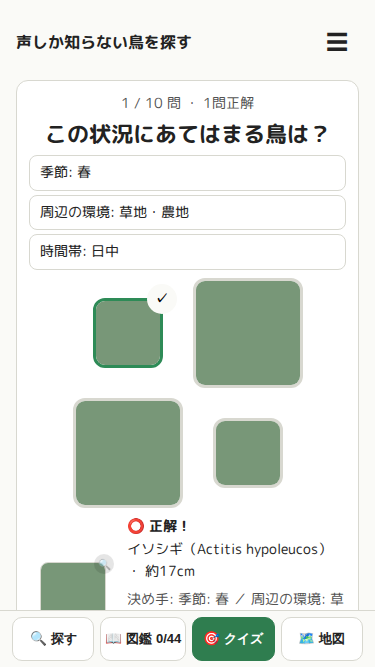 声しか知らない鳥を探す
1 / 10 問 · 1問正解
この状況にあてはまる鳥は？
季節: 春
周辺の環境: 草地・農地
時間帯: 日中
✓
⭕ 正解！
イソシギ（Actitis hypoleucos）
· 約17cm
決め手: 季節: 春 ／ 周辺の環境: 草
🔍 探す
📖 図鑑 0/44
🎯 クイズ
🗺️ 地図